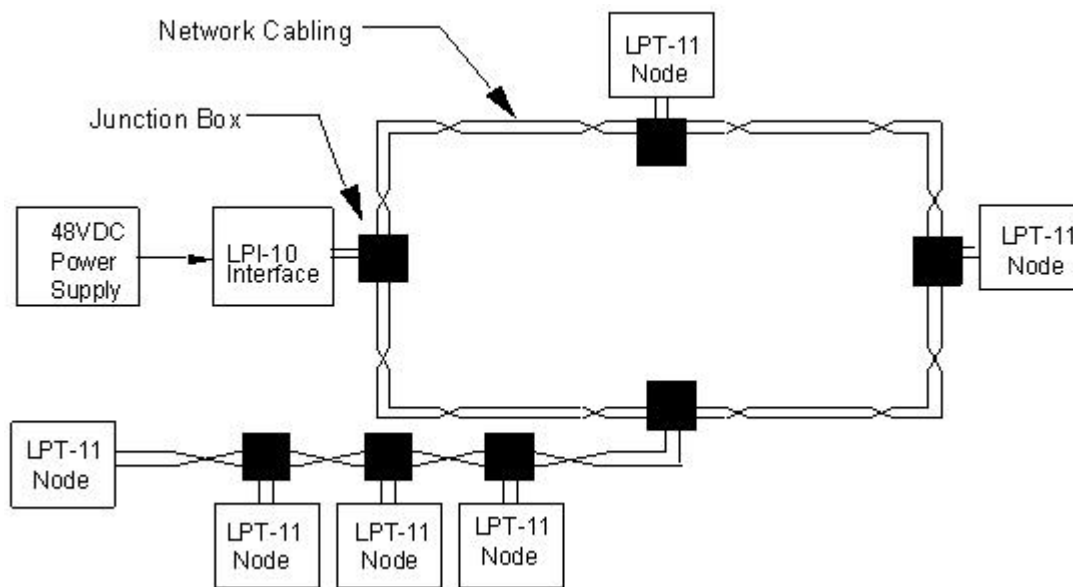 Network Cabling
LPT-11
Node
Junction Box
48VDC
Power
Supply
LPI-10
Interface
LPT-11
Node
LPT-11
Node
LPT-11
Node
LPT-11
Node
LPT-11
Node